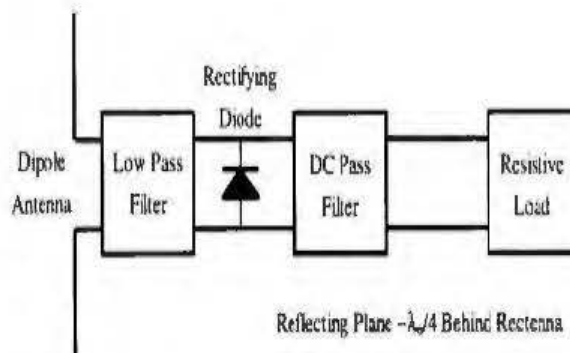 Rectifying
Diode
Dipole
Antenna
Low Pass
Filter
DC Pass
Filter
Resistive
Load
Reflecting Plane ~λ₀/4 Behind Rectenna